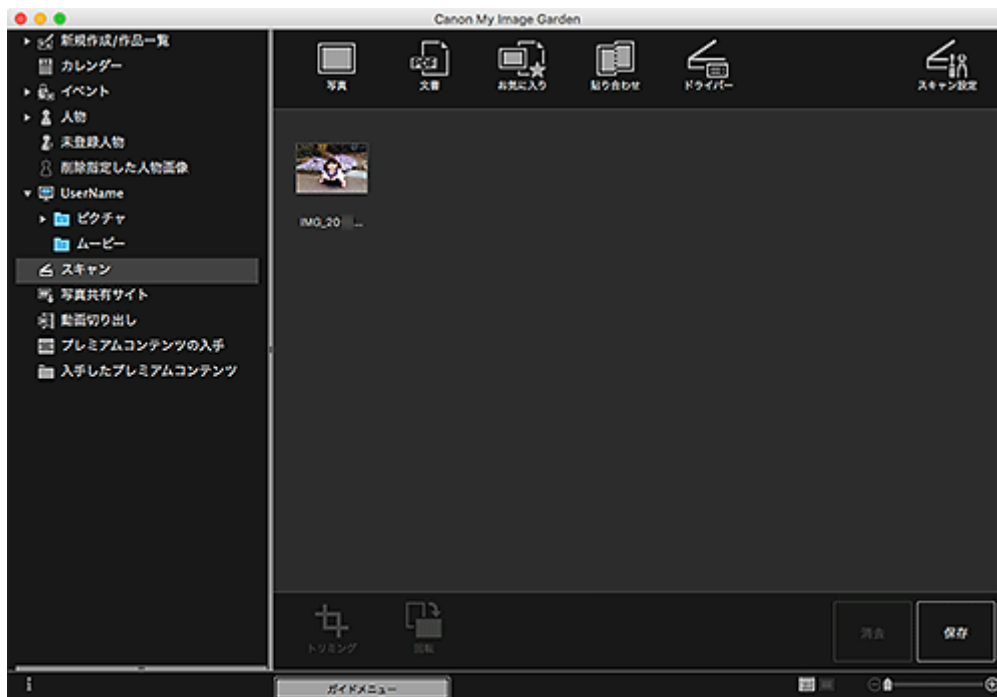 Canon My Image Garden
新規作成/作品一覧
カレンダー
イベント
人物
未登録人物
削除指定した人物画像
UserName
ピクチャ
ムービー
スキャン
写真共有サイト
動画切り出し
プレミアムコンテンツの入手
入手したプレミアムコンテンツ
写真
PDF
文書
お気に入り
貼り合わせ
ドライバー
スキャン設定
IMG_20 ...
トリミング
回転
消去
保存
ガイドメニュー